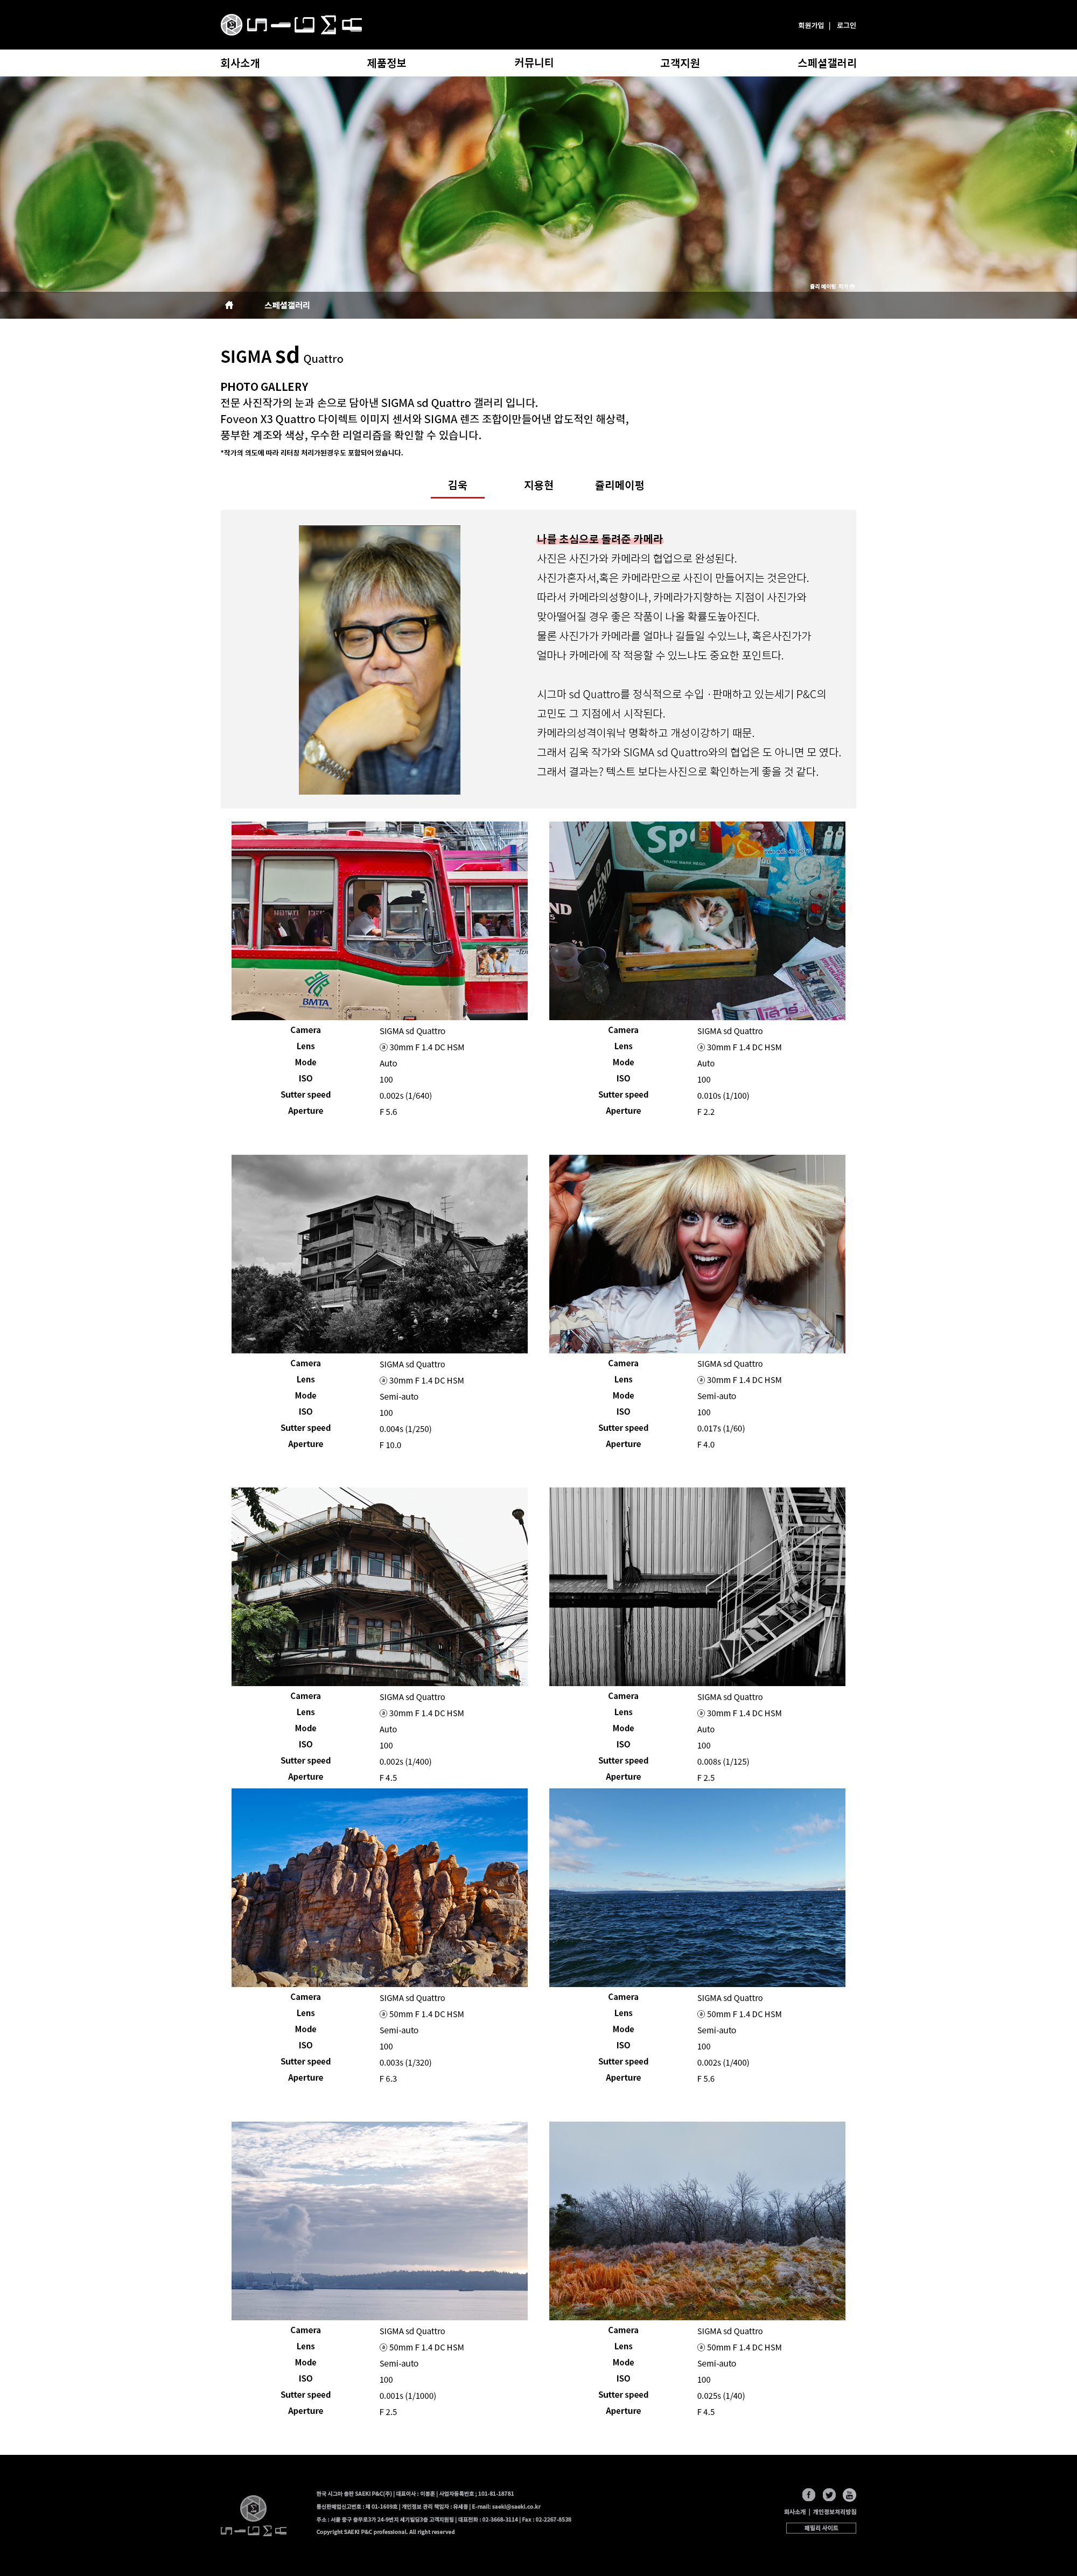 SIGMA
회원가입 | 로그인
회사소개 제품정보 커뮤니티 고객지원 스페셜갤러리
줄리 메이펑 작가
스페셜갤러리
SIGMA sd Quattro
PHOTO GALLERY
전문 사진작가의 눈과 손으로 담아낸 SIGMA sd Quattro 갤러리 입니다.
Foveon X3 Quattro 다이렉트 이미지 센서와 SIGMA 렌즈 조합이만들어낸 압도적인 해상력,
풍부한 계조와 색상, 우수한 리얼리즘을 확인할 수 있습니다.
*작가의 의도에 따라 리터칭 처리가된경우도 포함되어 있습니다.
김욱 지용현 쥴리메이펑
나를 초심으로 돌려준 카메라
사진은 사진가와 카메라의 협업으로 완성된다.
사진가혼자서,혹은 카메라만으로 사진이 만들어지는 것은안다.
따라서 카메라의성향이나, 카메라가지향하는 지점이 사진가와
맞아떨어질 경우 좋은 작품이 나올 확률도높아진다.
물론 사진가가 카메라를 얼마나 길들일 수있느냐, 혹은사진가가
얼마나 카메라에 작 적응할 수 있느냐도 중요한 포인트다.
시그마 sd Quattro를 정식적으로 수입 · 판매하고 있는세기 P&C의
고민도 그 지점에서 시작된다.
카메라의성격이워낙 명확하고 개성이강하기 때문.
그래서 김욱 작가와 SIGMA sd Quattro와의 협업은 도 아니면 모 였다.
그래서 결과는? 텍스트 보다는사진으로 확인하는게 좋을 것 같다.
BMTA
Sp
TRADE MARK REGD.
BLEND
BLEND
Camera SIGMA sd Quattro
Lens ⓐ 30mm F 1.4 DC HSM
Mode Auto
ISO 100
Sutter speed 0.002s (1/640)
Aperture F 5.6
Camera SIGMA sd Quattro
Lens ⓐ 30mm F 1.4 DC HSM
Mode Auto
ISO 100
Sutter speed 0.010s (1/100)
Aperture F 2.2
Camera SIGMA sd Quattro
Lens ⓐ 30mm F 1.4 DC HSM
Mode Semi-auto
ISO 100
Sutter speed 0.004s (1/250)
Aperture F 10.0
Camera SIGMA sd Quattro
Lens ⓐ 30mm F 1.4 DC HSM
Mode Semi-auto
ISO 100
Sutter speed 0.017s (1/60)
Aperture F 4.0
Camera SIGMA sd Quattro
Lens ⓐ 30mm F 1.4 DC HSM
Mode Auto
ISO 100
Sutter speed 0.002s (1/400)
Aperture F 4.5
Camera SIGMA sd Quattro
Lens ⓐ 30mm F 1.4 DC HSM
Mode Auto
ISO 100
Sutter speed 0.008s (1/125)
Aperture F 2.5
Camera SIGMA sd Quattro
Lens ⓐ 50mm F 1.4 DC HSM
Mode Semi-auto
ISO 100
Sutter speed 0.003s (1/320)
Aperture F 6.3
Camera SIGMA sd Quattro
Lens ⓐ 50mm F 1.4 DC HSM
Mode Semi-auto
ISO 100
Sutter speed 0.002s (1/400)
Aperture F 5.6
Camera SIGMA sd Quattro
Lens ⓐ 50mm F 1.4 DC HSM
Mode Semi-auto
ISO 100
Sutter speed 0.001s (1/1000)
Aperture F 2.5
Camera SIGMA sd Quattro
Lens ⓐ 50mm F 1.4 DC HSM
Mode Semi-auto
ISO 100
Sutter speed 0.025s (1/40)
Aperture F 4.5
SIGMA
한국 시그마 총판 SAEKI P&C(주) | 대표이사 : 이봉훈 | 사업자등록번호 ; 101-81-18781
통신판매업신고번호 : 제 01-1609호 | 개인정보 관리 책임자 : 유세종 | E-mail: saeki@saeki.co.kr
주소 : 서울 중구 충무로3가 24-9번지 세기빌딩3층 고객지원팀 | 대표전화 : 02-3668-3114 | Fax : 02-2267-8538
Copyright SAEKI P&C professional. All right reserved
회사소개 | 개인정보처리방침
패밀리 사이트